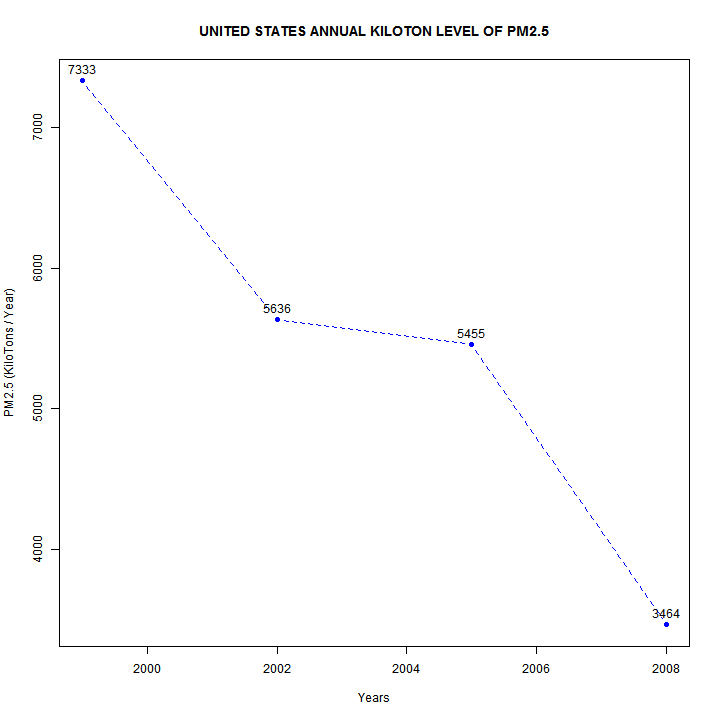 UNITED STATES ANNUAL KILOTON LEVEL OF PM2.5
7333
7000
6000
5636
5455
PM2.5 (KiloTons / Year)
5000
4000
3464
2000 2002 2004 2006 2008
Years